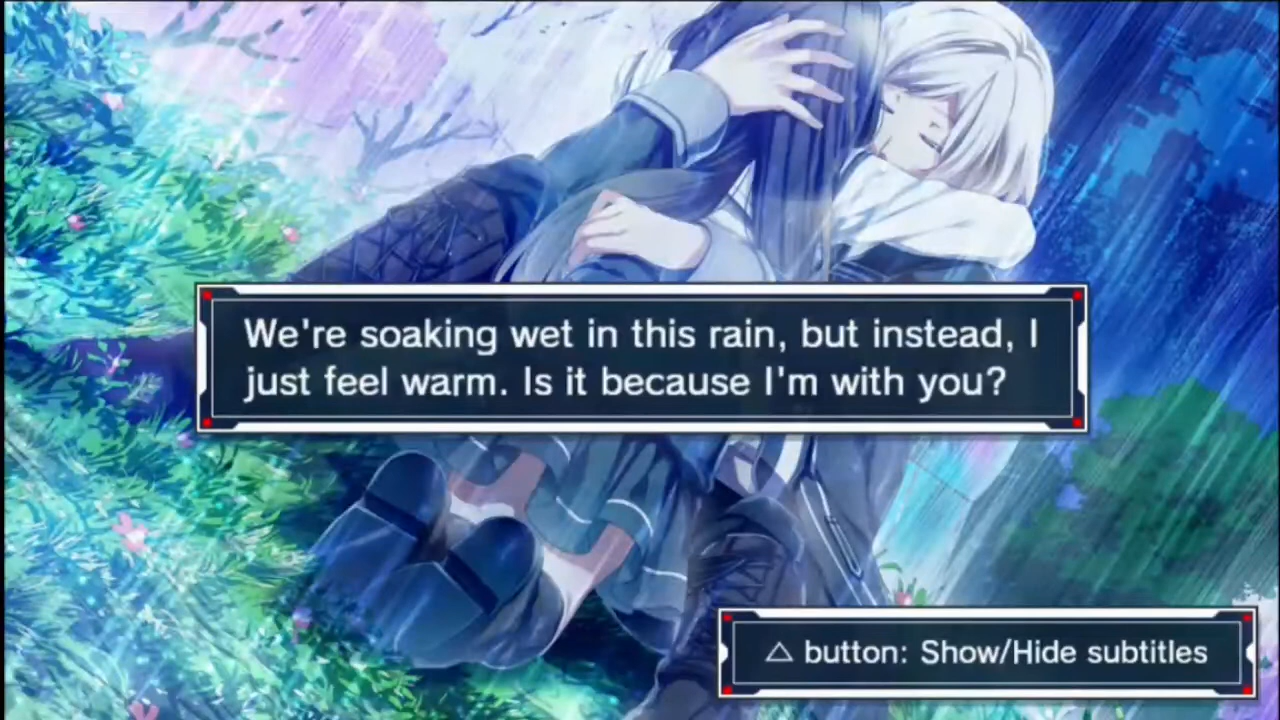 We're soaking wet in this rain, but instead, I
just feel warm. Is it because I'm with you?
△ button: Show/Hide subtitles